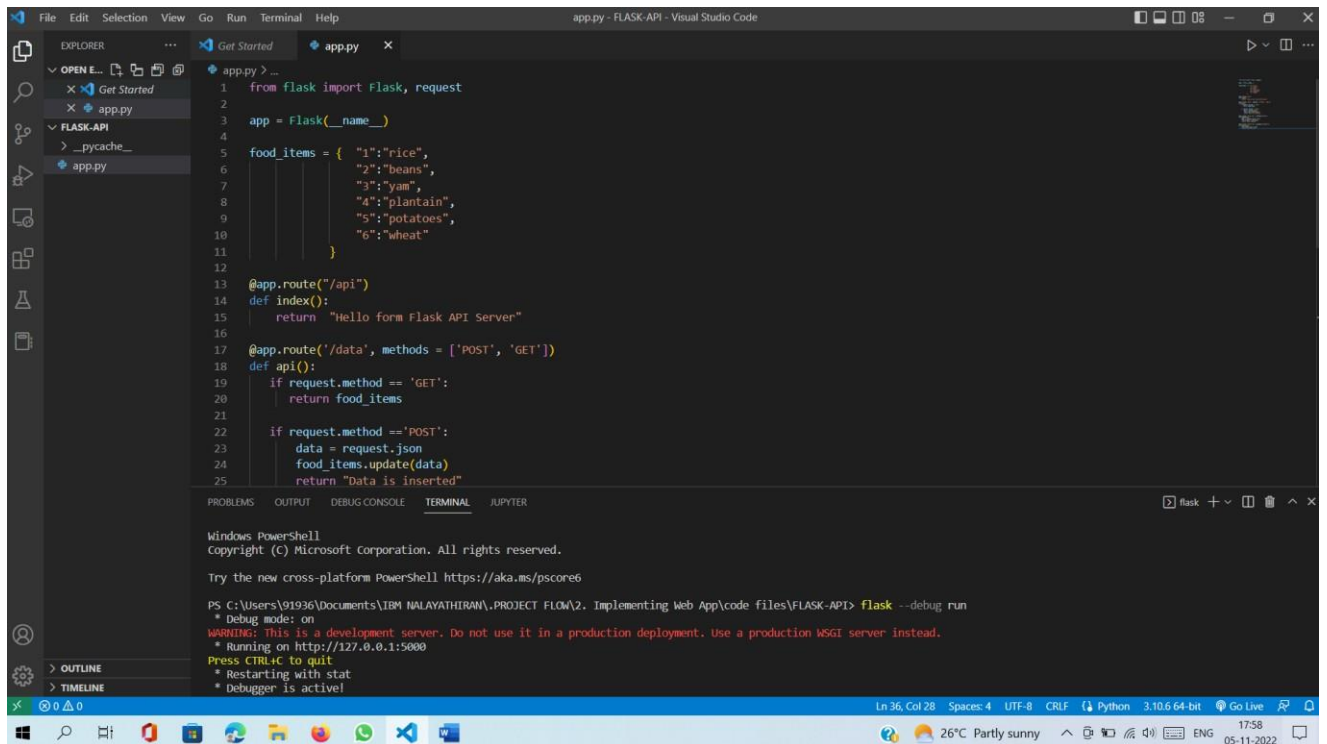 File Edit Selection View Go Run Terminal Help
app.py - FLASK-API - Visual Studio Code
EXPLORER
Get Started
app.py
OPEN E...
Get Started
app.py
FLASK-API
__pycache__
app.py
app.py > ...
1 from flask import Flask, request
2
3 app = Flask(__name__)
4
5 food_items = { "1":"rice",
6 "2":"beans",
7 "3":"yam",
8 "4":"plantain",
9 "5":"potatoes",
10 "6":"wheat"
11 }
12
13 @app.route("/api")
14 def index():
15 return "Hello form Flask API Server"
16
17 @app.route('/data', methods = ['POST', 'GET'])
18 def api():
19 if request.method == 'GET':
20 return food_items
21
22 if request.method =='POST':
23 data = request.json
24 food_items.update(data)
25 return "Data is inserted"
PROBLEMS OUTPUT DEBUG CONSOLE TERMINAL JUPYTER
flask
Windows PowerShell
Copyright (C) Microsoft Corporation. All rights reserved.
Try the new cross-platform PowerShell https://aka.ms/pscore6
PS C:\Users\91936\Documents\IBM NALAYATHIRAN\.PROJECT FLOW\2. Implementing Web App\code files\FLASK-API> flask --debug run
* Debug mode: on
WARNING: This is a development server. Do not use it in a production deployment. Use a production WSGI server instead.
* Running on http://127.0.0.1:5000
Press CTRL+C to quit
* Restarting with stat
* Debugger is active!
OUTLINE
TIMELINE
0 0
Ln 36, Col 28 Spaces: 4 UTF-8 CRLF Python 3.10.6 64-bit Go Live
26°C Partly sunny
ENG
17:58
05-11-2022